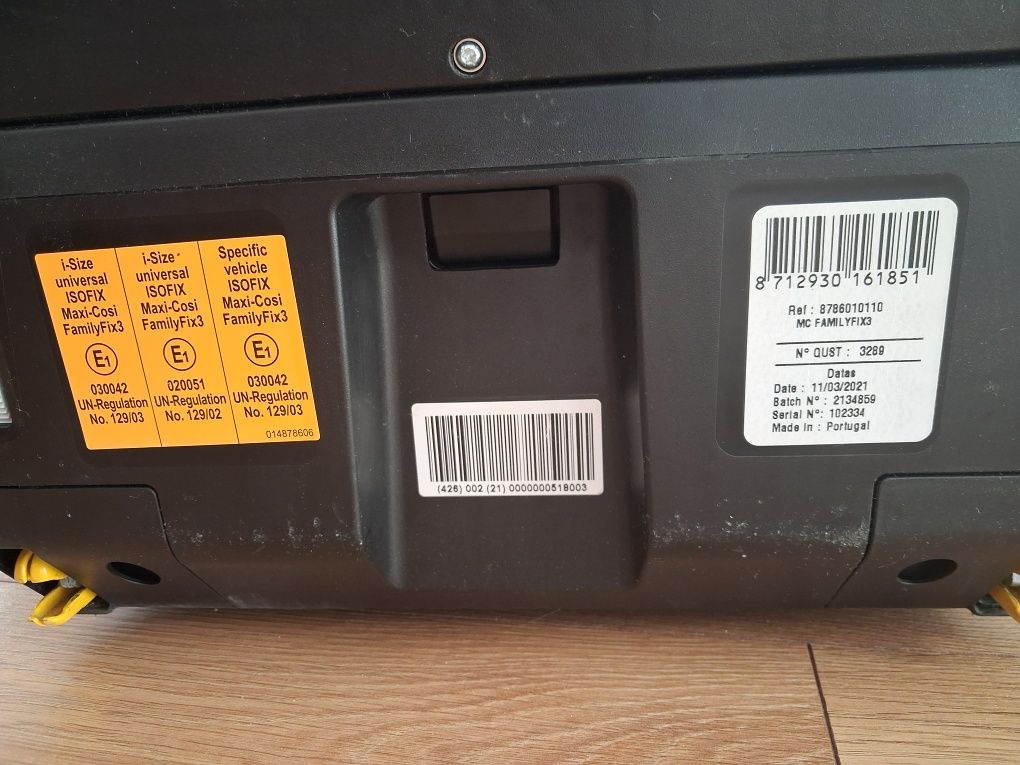 i-Size
universal
ISOFIX
Maxi-Cosi
FamilyFix3
E1
030042
UN-Regulation
No. 129/03
i-Size
universal
ISOFIX
Maxi-Cosi
FamilyFix3
E1
020051
UN-Regulation
No. 129/02
Specific
vehicle
ISOFIX
Maxi-Cosi
FamilyFix3
E1
030042
UN-Regulation
No. 129/03
014878606
(426) 002 (21) 0000000518003
8 712930 161851
Ref : 8786010110
MC FAMILYFIX3
N° QUST : 3289
Datas
Date : 11/03/2021
Batch N° : 2134859
Serial N°: 102334
Made in : Portugal